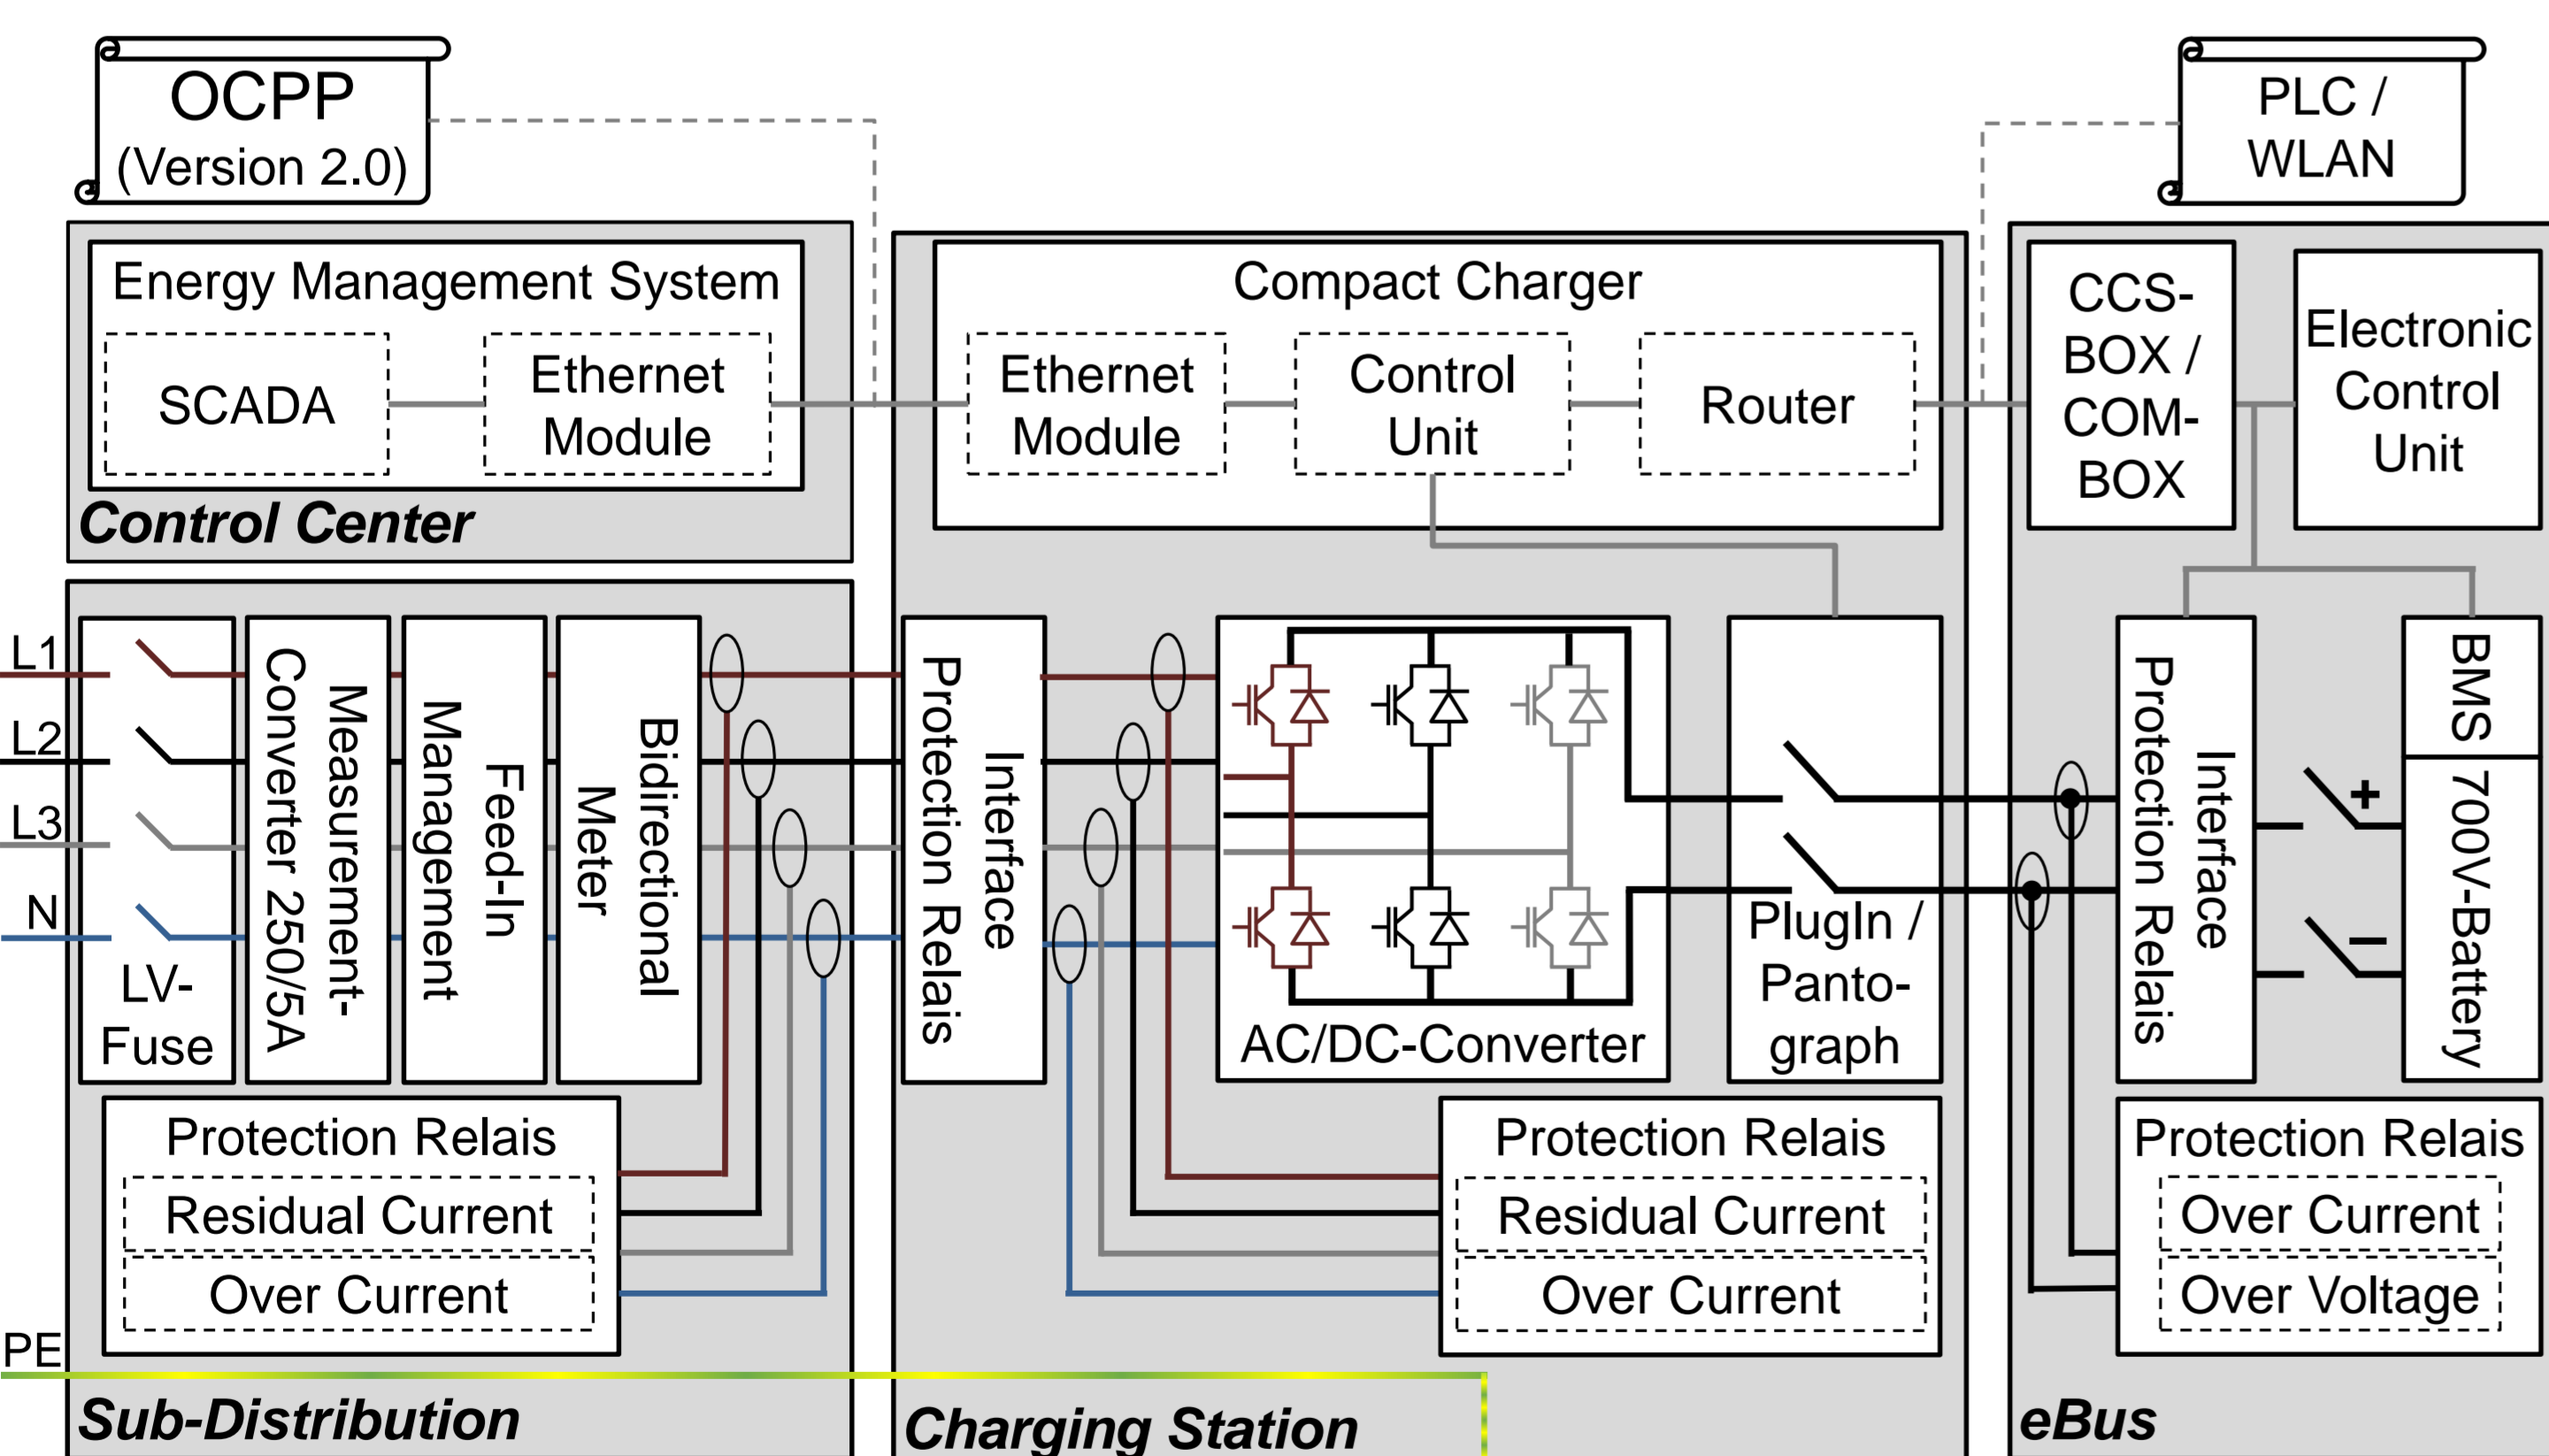 OCPP
(Version 2.0)
PLC /
WLAN
Energy Management System
SCADA
Ethernet
Module
Control Center
Compact Charger
Ethernet
Module
Control
Unit
Router
CCS-
BOX /
COM-
BOX
Electronic
Control
Unit
L1
L2
L3
N
LV-
Fuse
Measurement-
Converter 250/5A
Feed-In
Management
Bidirectional
Meter
Protection Relais
Residual Current
Over Current
PE
Sub-Distribution
Interface
Protection Relais
AC/DC-Converter
PlugIn /
Panto-
graph
Protection Relais
Residual Current
Over Current
Charging Station
Interface
Protection Relais
+
−
BMS
700V-Battery
Protection Relais
Over Current
Over Voltage
eBus